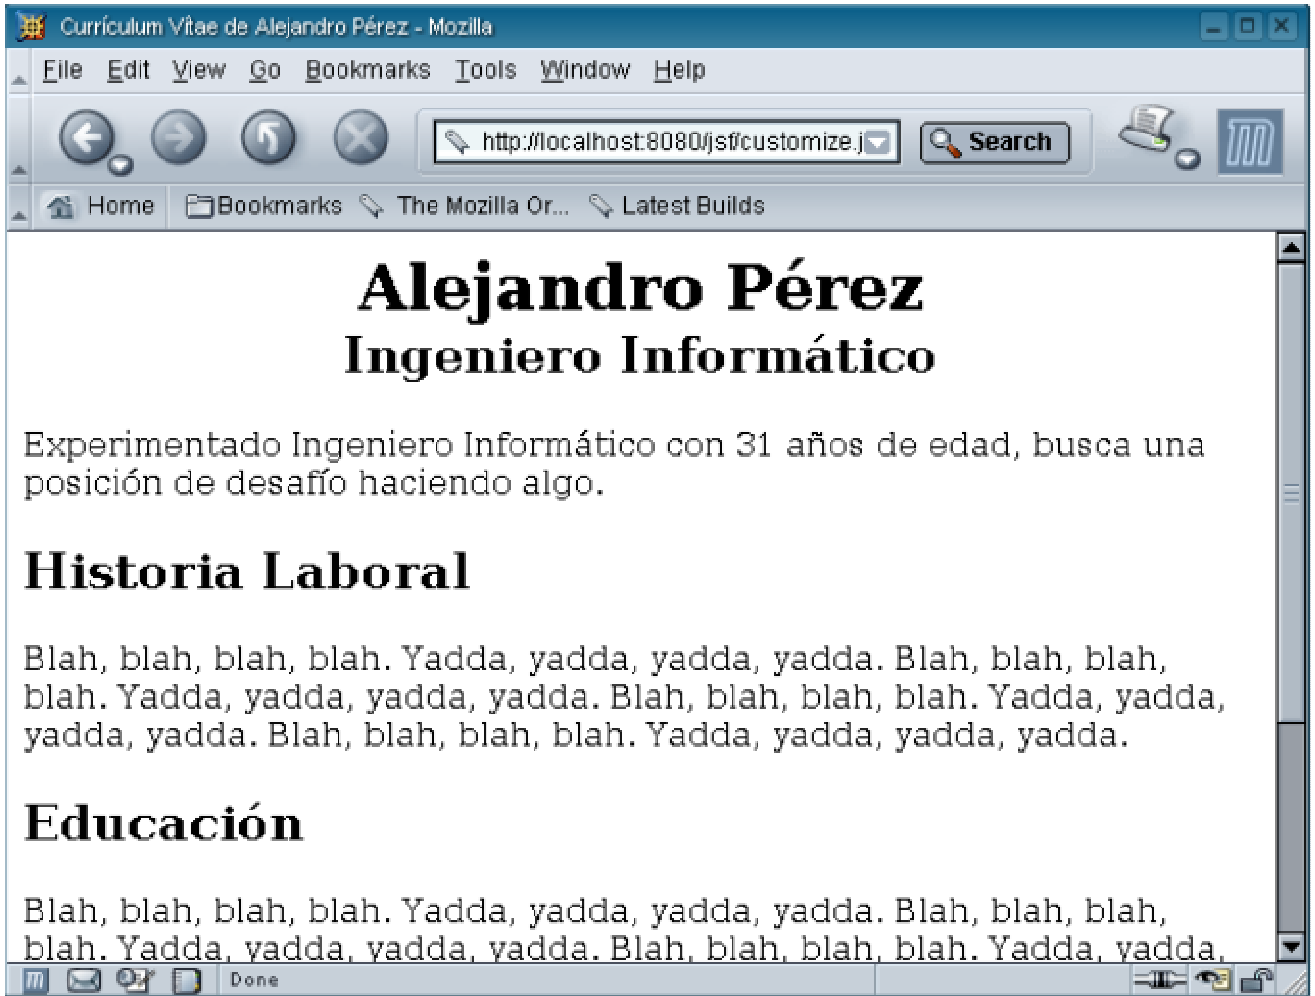 Currículum Vítae de Alejandro Pérez - Mozilla
File Edit View Go Bookmarks Tools Window Help
http://localhost:8080/jsf/customize.j Search
Home Bookmarks The Mozilla Or... Latest Builds
Alejandro Pérez
Ingeniero Informático
Experimentado Ingeniero Informático con 31 años de edad, busca una
posición de desafío haciendo algo.
Historia Laboral
Blah, blah, blah, blah. Yadda, yadda, yadda, yadda. Blah, blah, blah,
blah. Yadda, yadda, yadda, yadda. Blah, blah, blah, blah. Yadda, yadda,
yadda, yadda. Blah, blah, blah, blah. Yadda, yadda, yadda, yadda.
Educación
Blah, blah, blah, blah. Yadda, yadda, yadda, yadda. Blah, blah, blah,
blah. Yadda, yadda, yadda, yadda. Blah, blah, blah, blah. Yadda, yadda,
Done